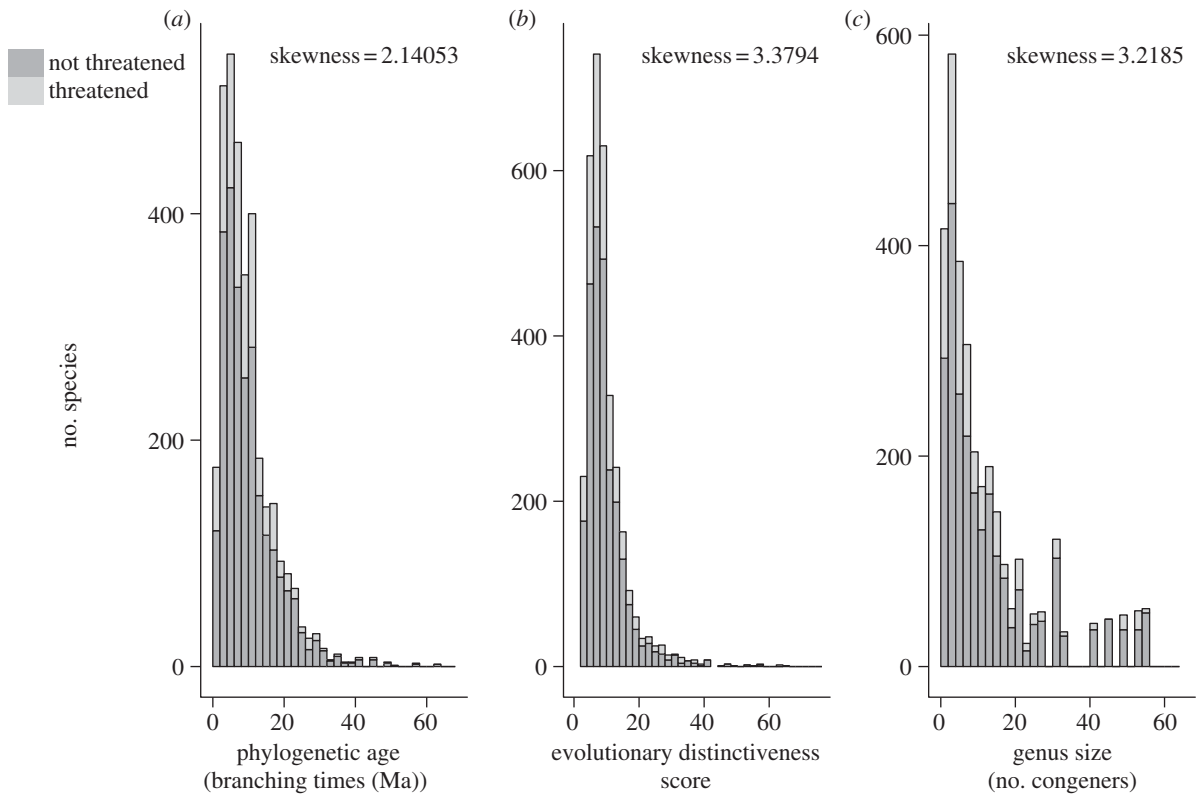 (a)
(b)
(c)
not threatened
threatened
skewness = 2.14053
skewness = 3.3794
skewness = 3.2185
no. species
400
200
0
0 20 40 60
phylogenetic age
(branching times (Ma))
600
400
200
0
0 20 40 60
evolutionary distinctiveness
score
600
400
200
0
0 20 40 60
genus size
(no. congeners)